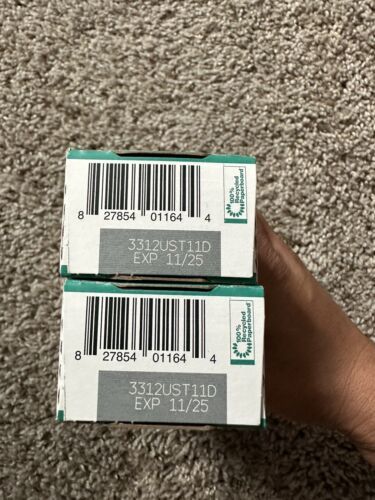 8 27854 01164 4
100%
Recycled
Paperboard
3312UST11D
EXP 11/25
8 27854 01164 4
100%
Recycled
Paperboard
3312UST11D
EXP 11/25